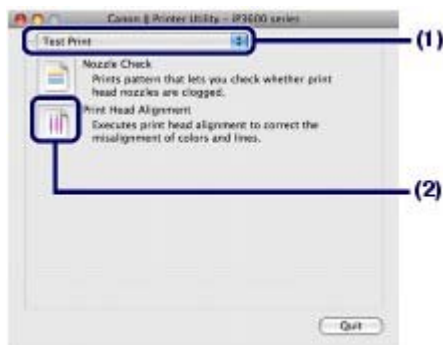 Canon IJ Printer Utility – iP3600 series
Test Print
(1)
Nozzle Check
Prints pattern that lets you check whether print
head nozzles are clogged.
Print Head Alignment
Executes print head alignment to correct the
misalignment of colors and lines.
(2)
Quit